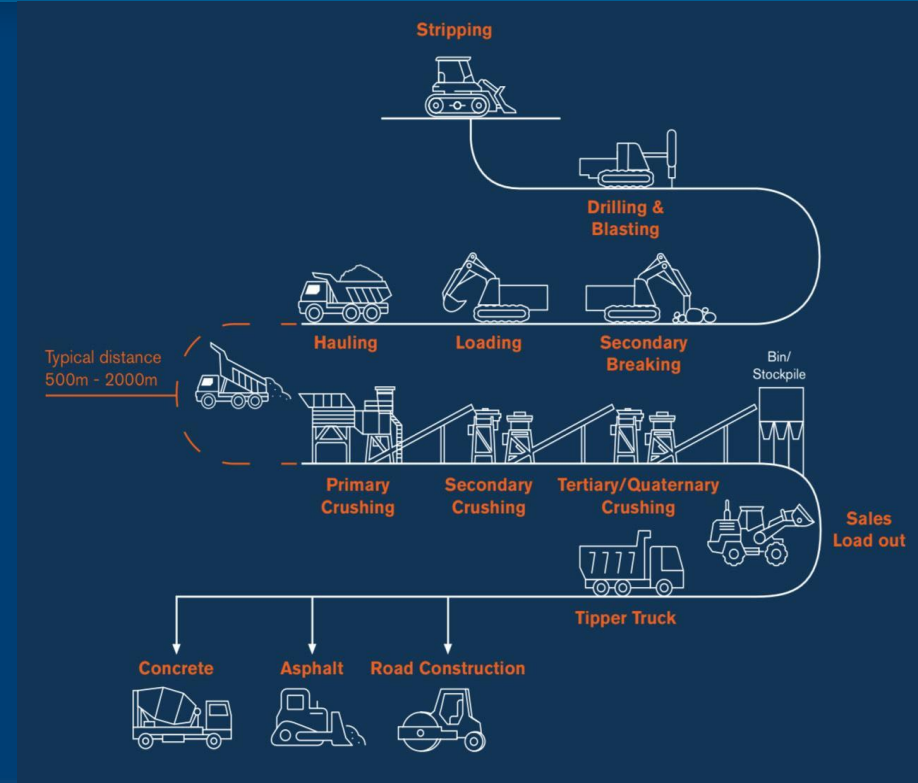 Stripping
Drilling &
Blasting
Hauling
Loading
Secondary
Breaking
Typical distance
500m - 2000m
Bin/
Stockpile
Primary
Crushing
Secondary
Crushing
Tertiary/Quaternary
Crushing
Sales
Load out
Tipper Truck
Concrete
Asphalt
Road Construction